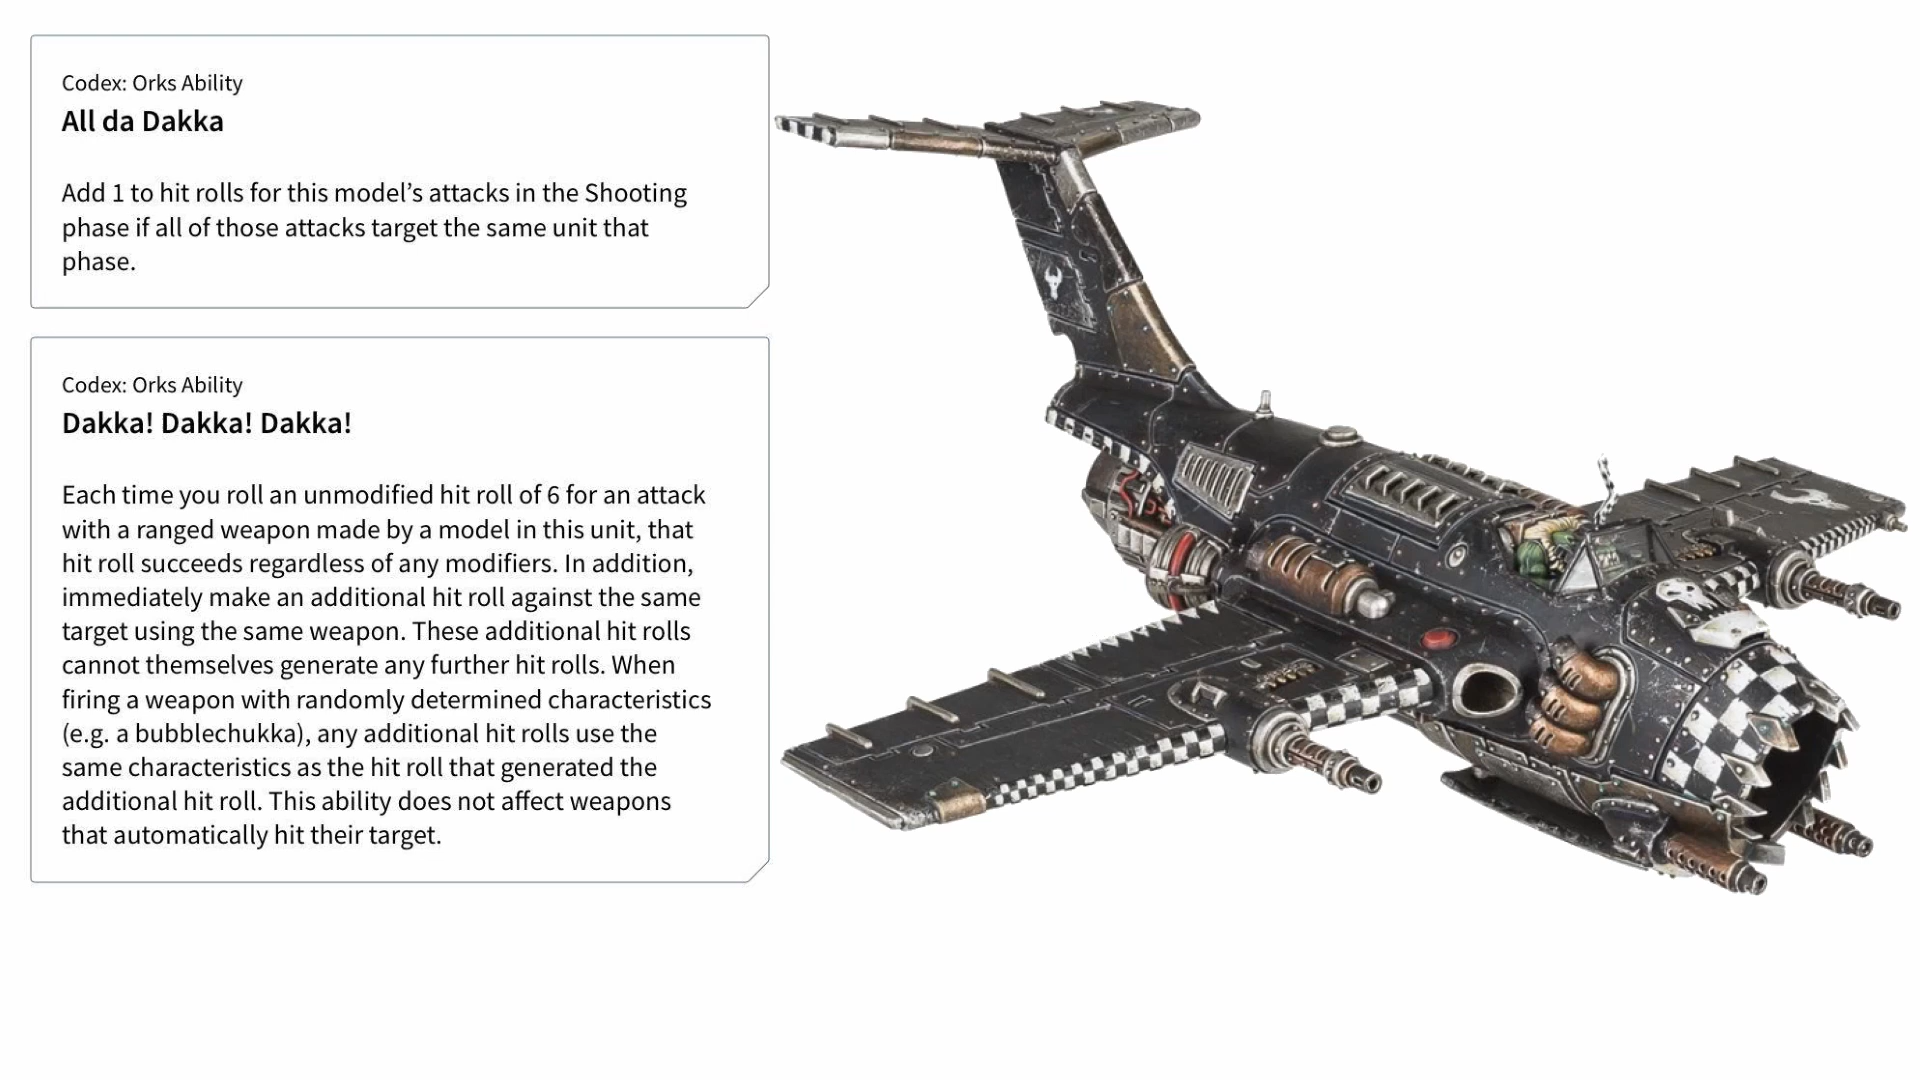 Codex: Orks Ability
All da Dakka
Add 1 to hit rolls for this model’s attacks in the Shooting
phase if all of those attacks target the same unit that
phase.
Codex: Orks Ability
Dakka! Dakka! Dakka!
Each time you roll an unmodified hit roll of 6 for an attack
with a ranged weapon made by a model in this unit, that
hit roll succeeds regardless of any modifiers. In addition,
immediately make an additional hit roll against the same
target using the same weapon. These additional hit rolls
cannot themselves generate any further hit rolls. When
firing a weapon with randomly determined characteristics
(e.g. a bubblechukka), any additional hit rolls use the
same characteristics as the hit roll that generated the
additional hit roll. This ability does not affect weapons
that automatically hit their target.